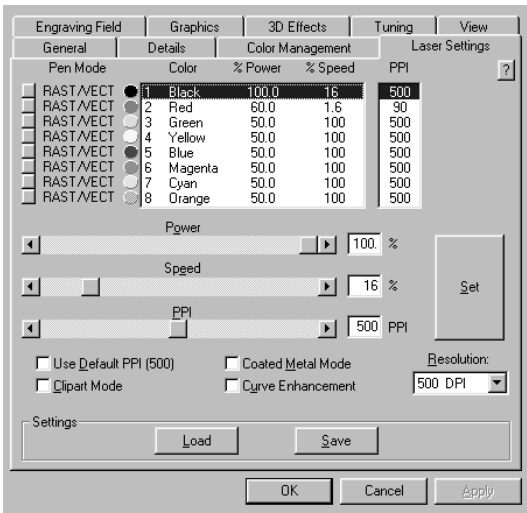 Engraving Field Graphics 3D Effects Tuning View
General Details Color Management Laser Settings
Pen Mode Color % Power % Speed PPI
?
RAST/VECT 1 Black 100.0 16 500
RAST/VECT 2 Red 60.0 1.6 90
RAST/VECT 3 Green 50.0 100 500
RAST/VECT 4 Yellow 50.0 100 500
RAST/VECT 5 Blue 50.0 100 500
RAST/VECT 6 Magenta 50.0 100 500
RAST/VECT 7 Cyan 50.0 100 500
RAST/VECT 8 Orange 50.0 100 500
Power
100. %
Speed
16 %
Set
PPI
500 PPI
Use Default PPI (500) Coated Metal Mode Resolution:
Clipart Mode Curve Enhancement 500 DPI
Settings
Load Save
OK Cancel Apply